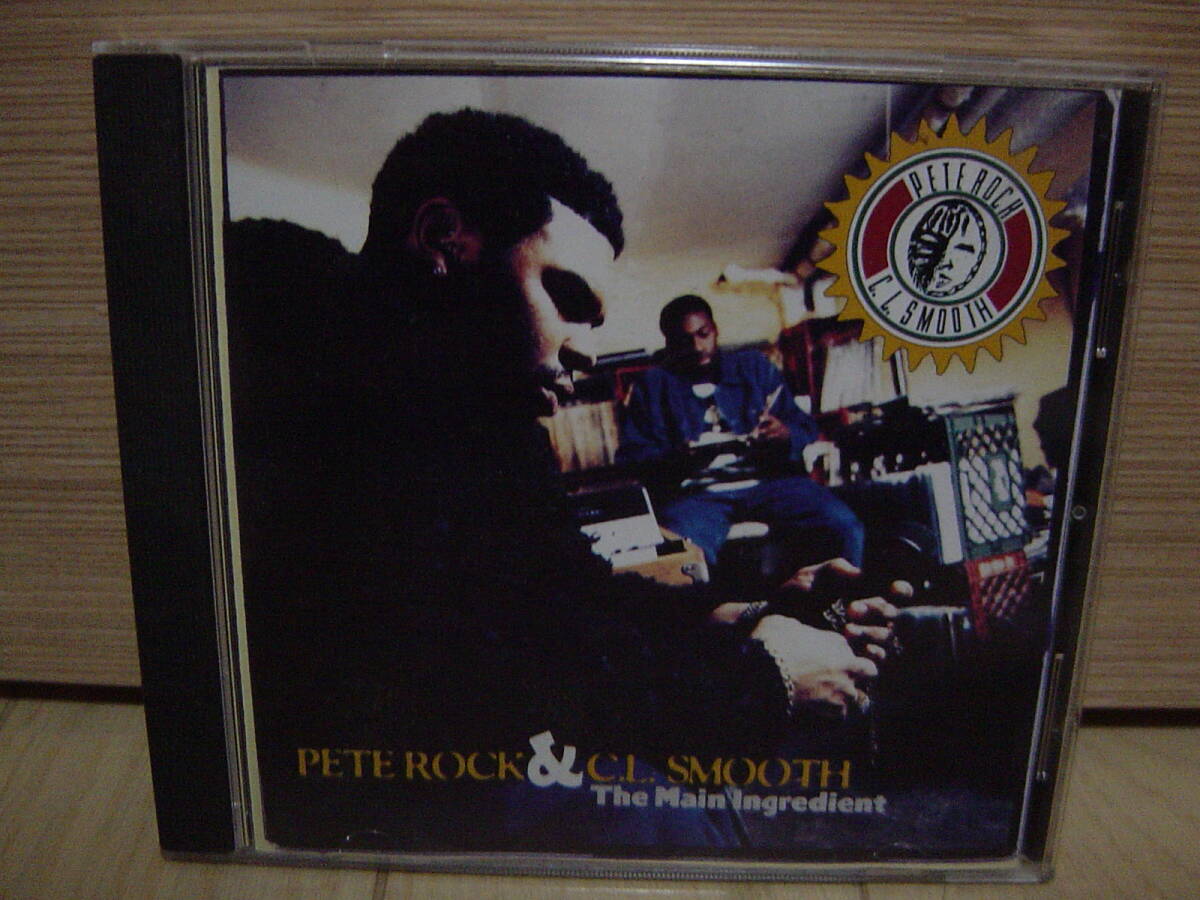 PETE ROCK
C.L. SMOOTH
PETE ROCK & C.L. SMOOTH
The Main Ingredient